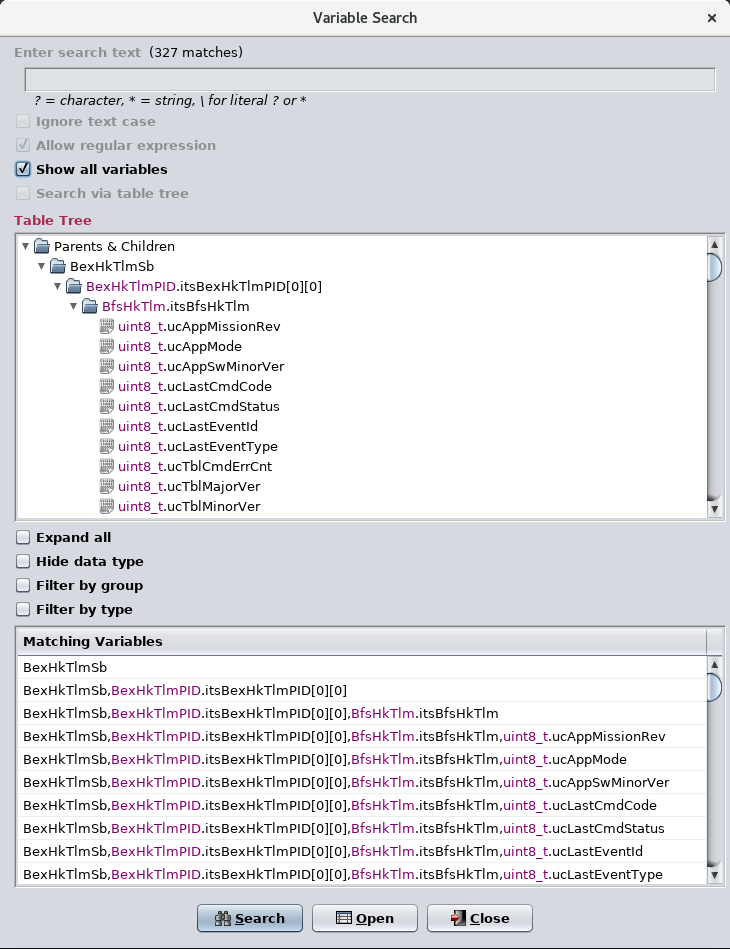 Variable Search
Enter search text (327 matches)
? = character, * = string, \ for literal ? or *
Ignore text case
Allow regular expression
Show all variables
Search via table tree
Table Tree
Parents & Children
BexHkTlmSb
BexHkTlmPID.itsBexHkTlmPID[0][0]
BfsHkTlm.itsBfsHkTlm
uint8_t.ucAppMissionRev
uint8_t.ucAppMode
uint8_t.ucAppSwMinorVer
uint8_t.ucLastCmdCode
uint8_t.ucLastCmdStatus
uint8_t.ucLastEventId
uint8_t.ucLastEventType
uint8_t.ucTblCmdErrCnt
uint8_t.ucTblMajorVer
uint8_t.ucTblMinorVer
Expand all
Hide data type
Filter by group
Filter by type
Matching Variables
BexHkTlmSb
BexHkTlmSb,BexHkTlmPID.itsBexHkTlmPID[0][0]
BexHkTlmSb,BexHkTlmPID.itsBexHkTlmPID[0][0],BfsHkTlm.itsBfsHkTlm
BexHkTlmSb,BexHkTlmPID.itsBexHkTlmPID[0][0],BfsHkTlm.itsBfsHkTlm,uint8_t.ucAppMissionRev
BexHkTlmSb,BexHkTlmPID.itsBexHkTlmPID[0][0],BfsHkTlm.itsBfsHkTlm,uint8_t.ucAppMode
BexHkTlmSb,BexHkTlmPID.itsBexHkTlmPID[0][0],BfsHkTlm.itsBfsHkTlm,uint8_t.ucAppSwMinorVer
BexHkTlmSb,BexHkTlmPID.itsBexHkTlmPID[0][0],BfsHkTlm.itsBfsHkTlm,uint8_t.ucLastCmdCode
BexHkTlmSb,BexHkTlmPID.itsBexHkTlmPID[0][0],BfsHkTlm.itsBfsHkTlm,uint8_t.ucLastCmdStatus
BexHkTlmSb,BexHkTlmPID.itsBexHkTlmPID[0][0],BfsHkTlm.itsBfsHkTlm,uint8_t.ucLastEventId
BexHkTlmSb,BexHkTlmPID.itsBexHkTlmPID[0][0],BfsHkTlm.itsBfsHkTlm,uint8_t.ucLastEventType
Search Open Close